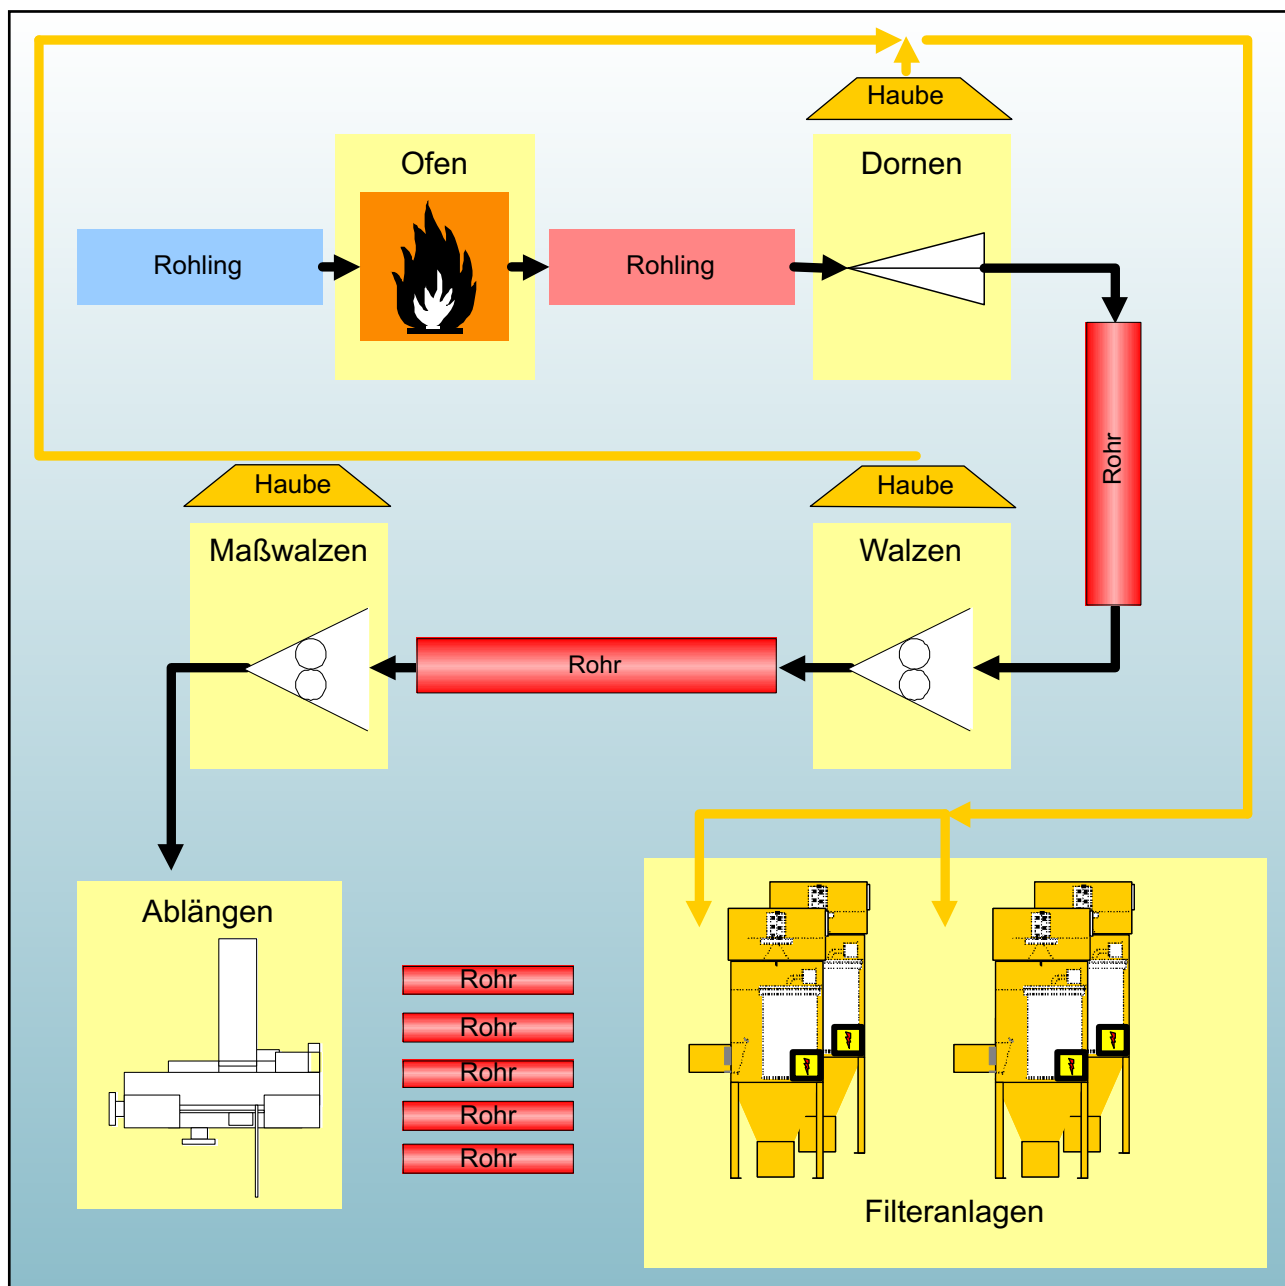 Haube
Ofen
Dornen
Rohling
Rohling
Rohr
Haube
Haube
Maßwalzen
Walzen
Rohr
Ablängen
Rohr
Rohr
Rohr
Rohr
Rohr
Filteranlagen